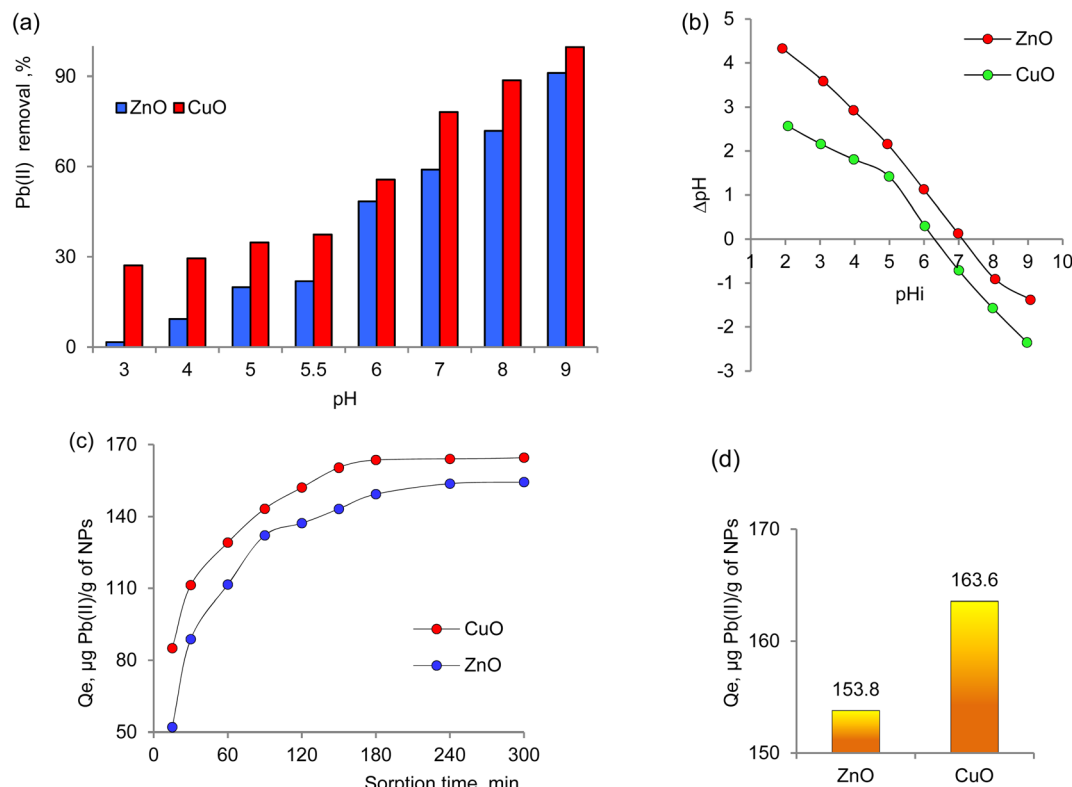 (a)
Pb(II) removal ,%
90
60
30
0
ZnO CuO
3 4 5 5.5 6 7 8 9
pH
(b)
ΔpH
5
4
3
2
1
0
-1
-2
-3
ZnO
CuO
1 2 3 4 5 6 7 8 9 10
pHi
(c)
Qe, µg Pb(II)/g of NPs
170
140
110
80
50
CuO
ZnO
0 60 120 180 240 300
Sorption time, min
(d)
Qe, µg Pb(II)/g of NPs
170
160
150
153.8
163.6
ZnO CuO